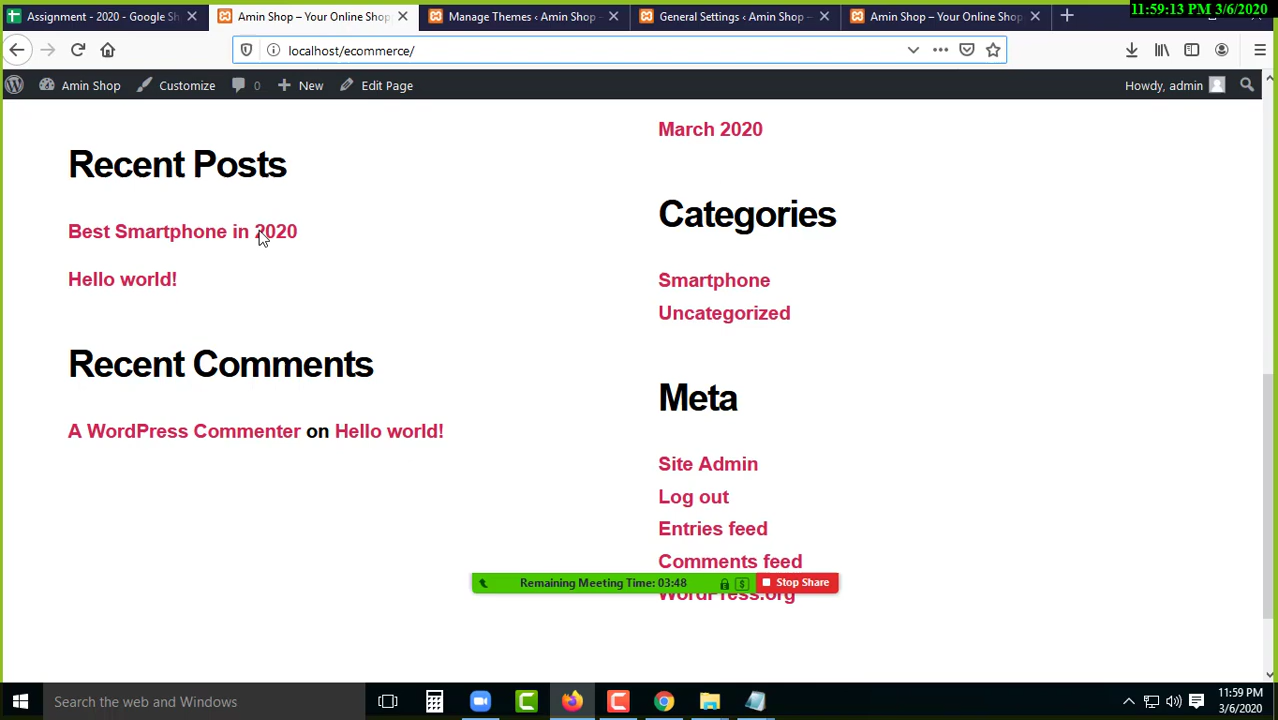 Assignment - 2020 - Google Sh
Amin Shop – Your Online Shop
Manage Themes ‹ Amin Shop –
General Settings ‹ Amin Shop –
Amin Shop – Your Online Shop
11:59:13 PM 3/6/2020
localhost/ecommerce/
Amin Shop
Customize
0
New
Edit Page
Howdy, admin
March 2020
Recent Posts
Best Smartphone in 2020
Hello world!
Recent Comments
A WordPress Commenter on Hello world!
Categories
Smartphone
Uncategorized
Meta
Site Admin
Log out
Entries feed
Comments feed
WordPress.org
Remaining Meeting Time: 03:48
Stop Share
Search the web and Windows
11:59 PM
3/6/2020